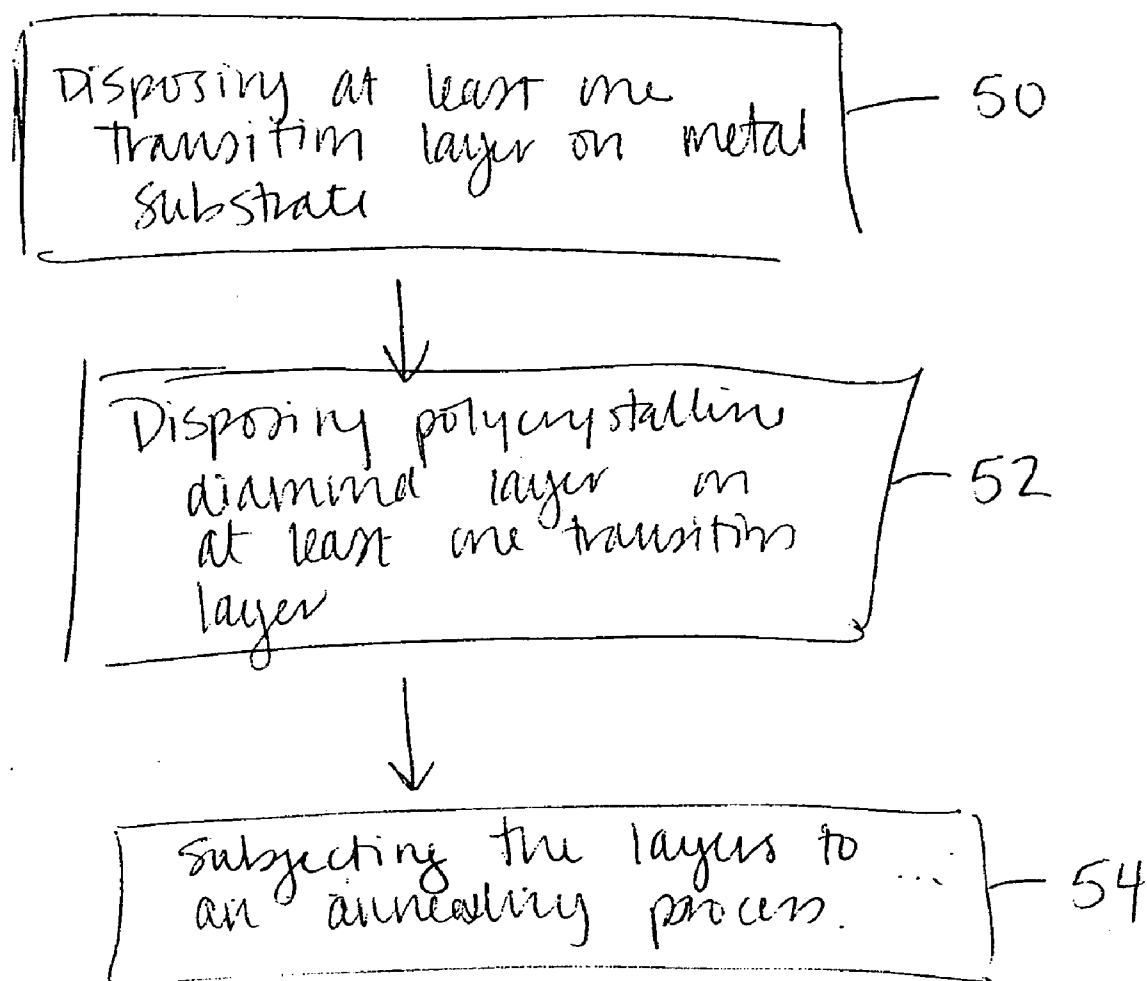 Disposing at least one
transition layer on metal
substrate
50
Disposing polycrystalline
diamond layer on
at least one transition
layer
52
Subjecting the layers to ...
an annealing process.
54